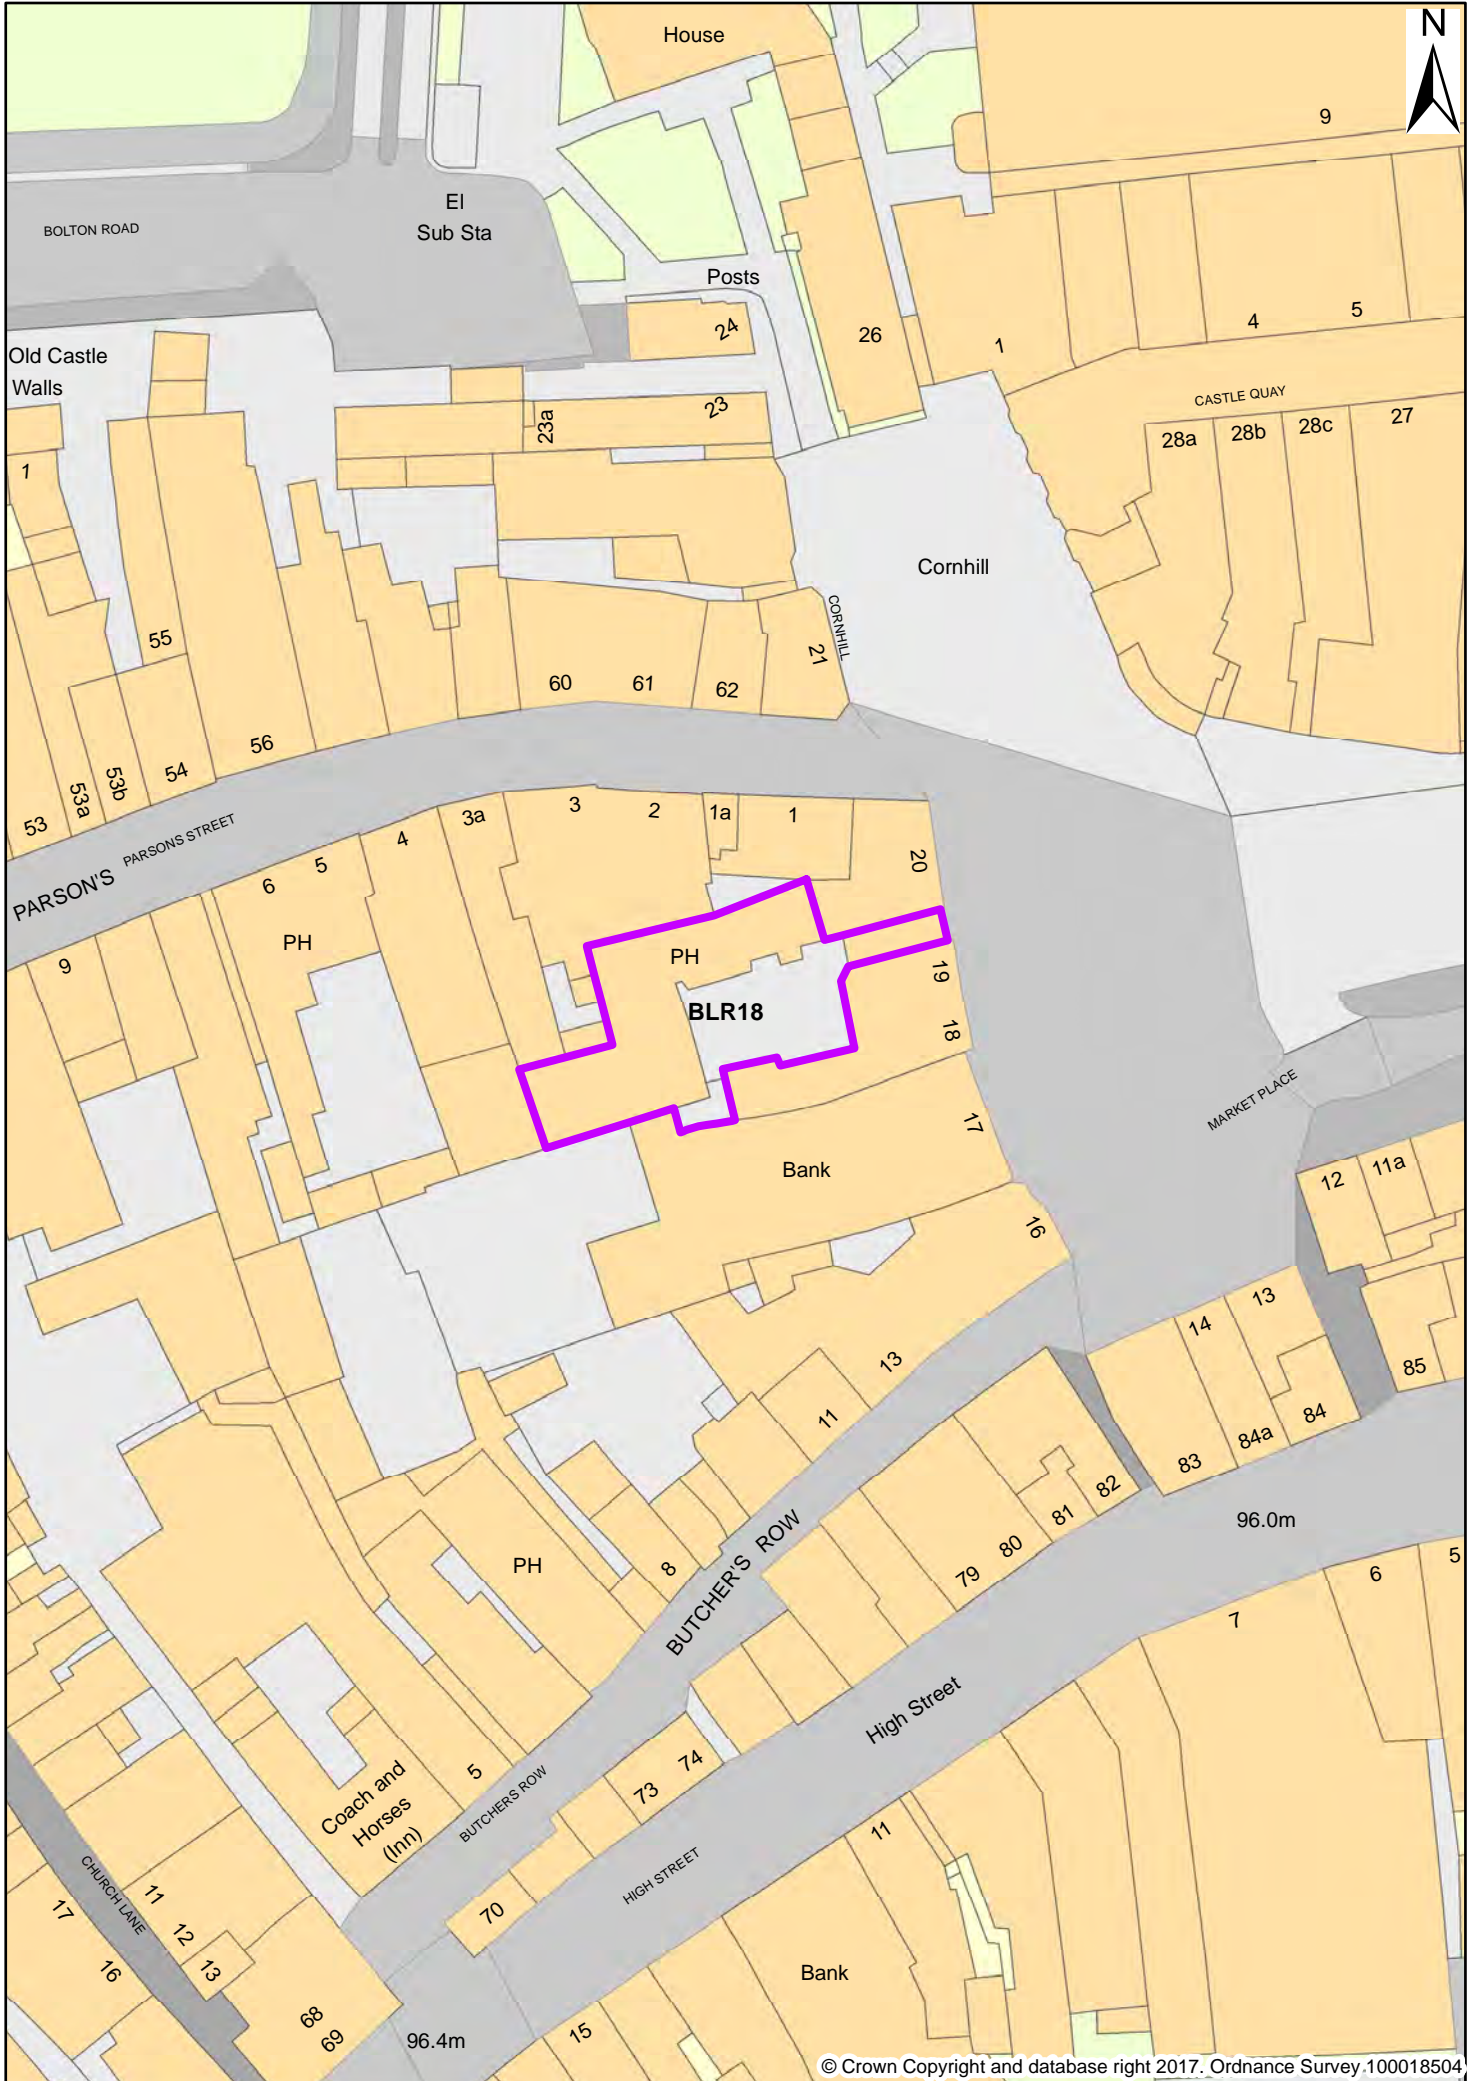 House
N
9
El
Sub Sta
BOLTON ROAD
Posts
24
26
1
4
5
Old Castle
Walls
CASTLE QUAY
23a
23
28a
28b
28c
27
1
Cornhill
CORNHILL
55
21
60
61
62
56
54
53b
53a
53
PARSONS STREET
PARSON'S
3
2
1a
1
3a
4
5
6
20
PH
9
PH
19
18
BLR18
MARKET PLACE
17
Bank
12
11a
16
13
14
13
85
11
84
84a
83
82
81
80
79
96.0m
BUTCHER'S ROW
8
PH
6
5
7
High Street
74
73
5
Coach and
Horses
(Inn)
BUTCHERS ROW
HIGH STREET
11
CHURCH LANE
11
12
13
17
16
70
Bank
68
69
96.4m
15
© Crown Copyright and database right 2017. Ordnance Survey 100018504